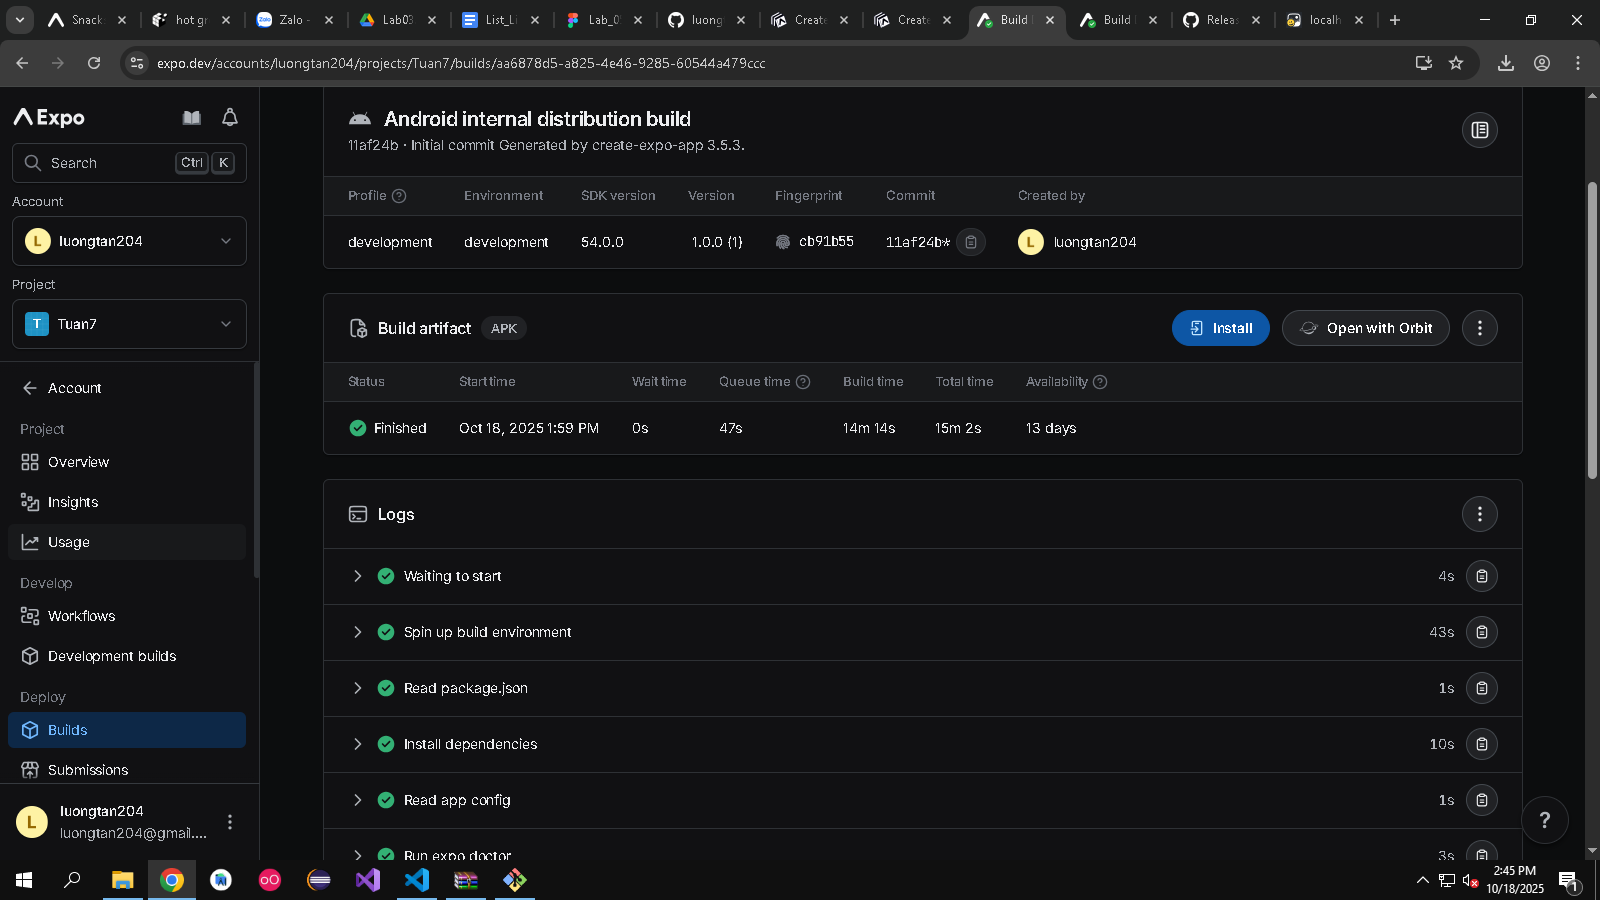 Snack
hot gr
Zalo -
Lab03
List_Li
Lab_0
luong
Create
Create
Build
Build
Relea
localh
expo.dev/accounts/luongtan204/projects/Tuan7/builds/aa6878d5-a825-4e46-9285-60544a479ccc
Expo
Search Ctrl K
Account
L luongtan204
Project
T Tuan7
Account
Project
Overview
Insights
Usage
Develop
Workflows
Development builds
Deploy
Builds
Submissions
L luongtan204
luongtan204@gmail....
Android internal distribution build
11af24b · Initial commit Generated by create-expo-app 3.5.3.
Profile ? Environment SDK version Version Fingerprint Commit Created by
development development 54.0.0 1.0.0 (1) cb91b55 11af24b* L luongtan204
Build artifact APK Install Open with Orbit
Status Start time Wait time Queue time ? Build time Total time Availability ?
Finished Oct 18, 2025 1:59 PM 0s 47s 14m 14s 15m 2s 13 days
Logs
Waiting to start 4s
Spin up build environment 43s
Read package.json 1s
Install dependencies 10s
Read app config 1s
Run expo doctor 3s
?
2:45 PM
10/18/2025
1